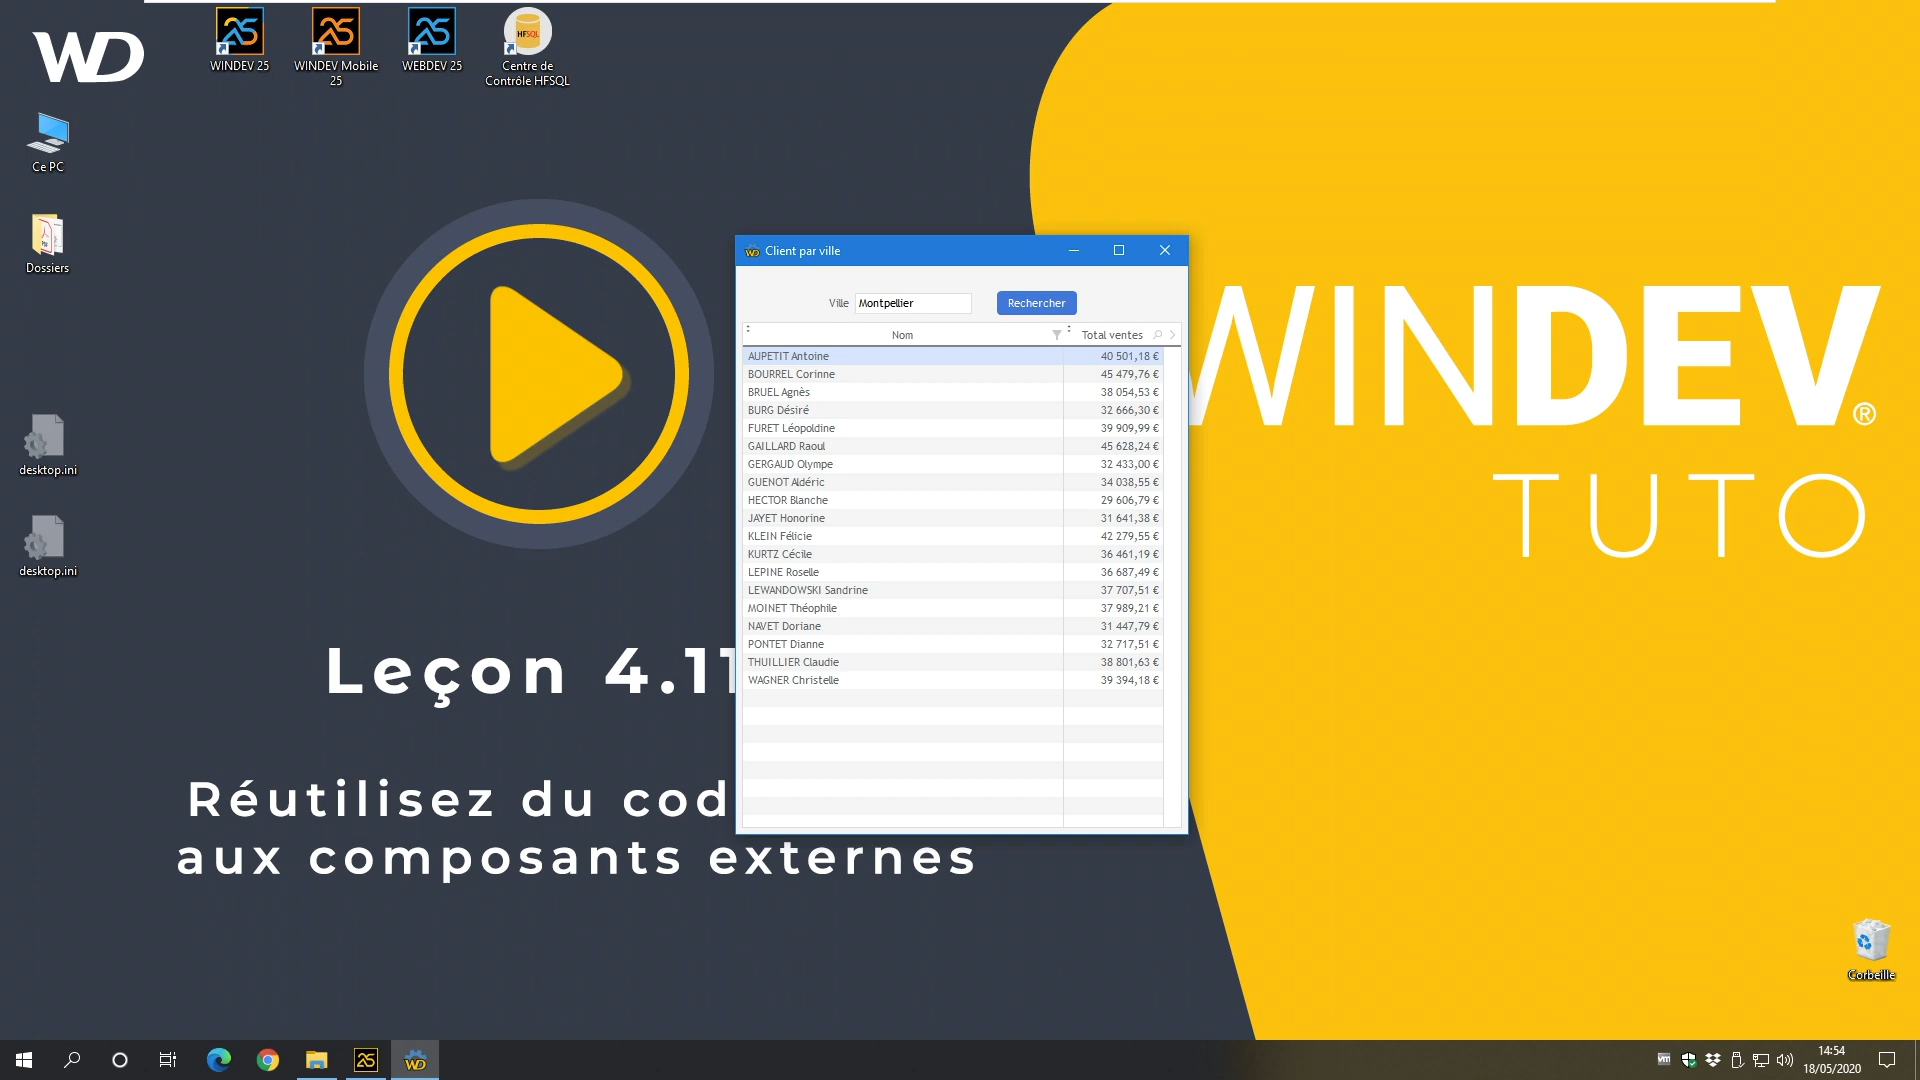 WD
WINDEV 25
WINDEV Mobile
25
WEBDEV 25
HFSQL
Centre de
Contrôle HFSQL
Ce PC
Dossiers
desktop.ini
desktop.ini
WINDEV®
TUTO
Leçon 4.11
Réutilisez du cod
aux composants externes
Client par ville
Ville Montpellier Rechercher
Nom Total ventes
AUPETIT Antoine 40 501,18 €
BOURREL Corinne 45 479,76 €
BRUEL Agnès 38 054,53 €
BURG Désiré 32 666,30 €
FURET Léopoldine 39 909,99 €
GAILLARD Raoul 45 628,24 €
GERGAUD Olympe 32 433,00 €
GUENOT Aldéric 34 038,55 €
HECTOR Blanche 29 606,79 €
JAYET Honorine 31 641,38 €
KLEIN Félicie 42 279,55 €
KURTZ Cécile 36 461,19 €
LEPINE Roselle 36 687,49 €
LEWANDOWSKI Sandrine 37 707,51 €
MOINET Théophile 37 989,21 €
NAVET Doriane 31 447,79 €
PONTET Dianne 32 717,51 €
THUILLIER Claudie 38 801,63 €
WAGNER Christelle 39 394,18 €
Corbeille
25
WD
vm
14:54
18/05/2020